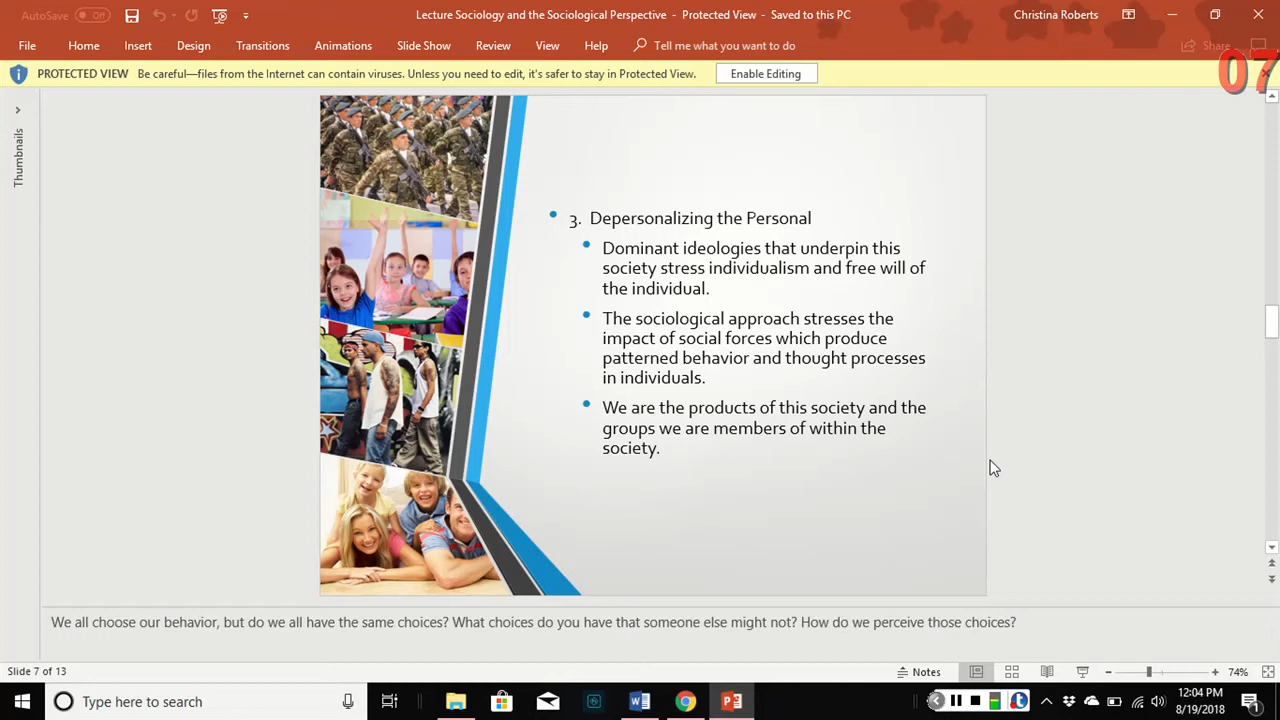 AutoSave Off
Lecture Sociology and the Sociological Perspective - Protected View - Saved to this PC
Christina Roberts
File Home Insert Design Transitions Animations Slide Show Review View Help Tell me what you want to do Share
07
PROTECTED VIEW Be careful—files from the Internet can contain viruses. Unless you need to edit, it's safer to stay in Protected View. Enable Editing
Thumbnails
3. Depersonalizing the Personal
Dominant ideologies that underpin this
society stress individualism and free will of
the individual.
The sociological approach stresses the
impact of social forces which produce
patterned behavior and thought processes
in individuals.
We are the products of this society and the
groups we are members of within the
society.
We all choose our behavior, but do we all have the same choices? What choices do you have that someone else might not? How do we perceive those choices?
Slide 7 of 13
Notes
74%
Type here to search
12:04 PM
8/19/2018